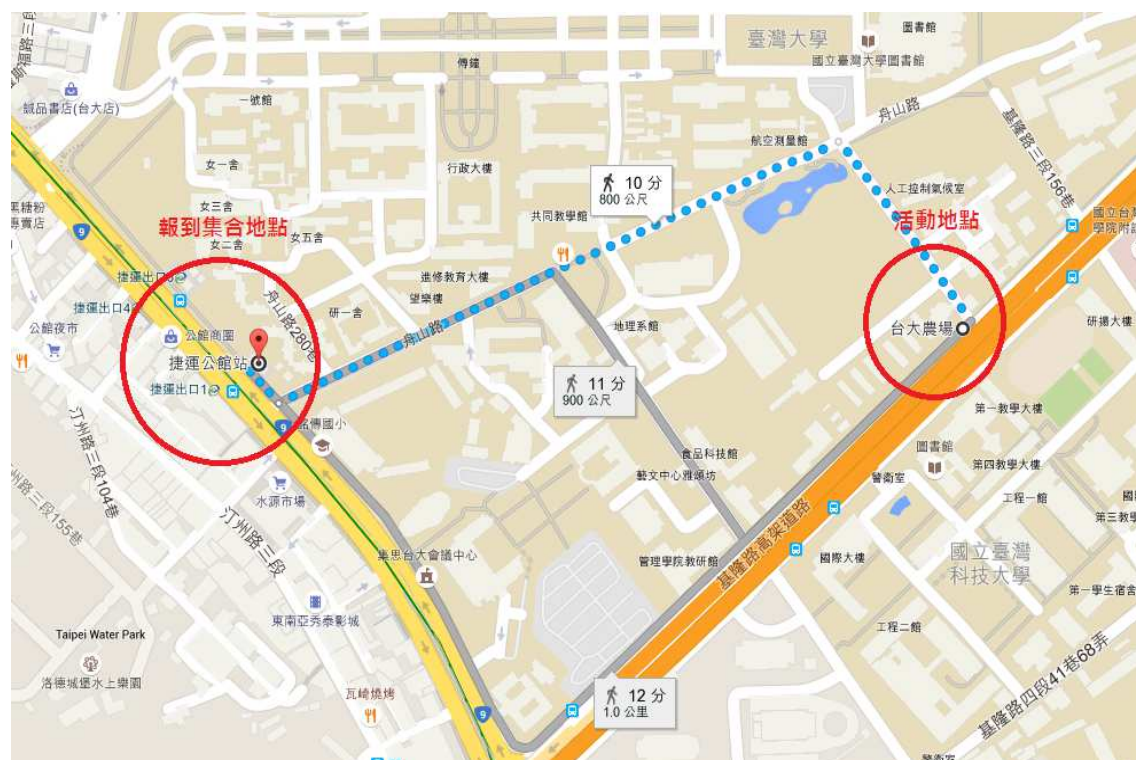 臺灣大學
圖書館
國立臺灣大學圖書館
傅鐘
一號館
誠品書店(台大店)
舟山路
基隆路三段156巷
航空測量館
女一舍
行政大樓
10 分
800 公尺
人工控制氣候室
女三舍
報到集合地點
女二舍
女五舍
共同教學館
活動地點
9
進修教育大樓
望樂樓
捷運出口4
舟山路280巷
研一舍
公館夜市
公館商圈
舟山路
地理系館
台大農場
研揚大樓
捷運公館站
捷運出口1
11 分
900 公尺
第一教學大樓
9
汀州路三段104巷
食品科技館
圖書館
水源市場
藝文中心雅頌坊
警衛室
第四教學大樓
工程一館
汀州路三段
基隆路高架道路
集思台大會議中心
管理學院教研館
國際大樓
國立臺灣
科技大學
第一學生宿舍
東南亞秀泰影城
工程二館
Taipei Water Park
洛德城堡水上樂園
12 分
1.0 公里
瓦崎燒烤
9
基隆路四段41巷68弄
警衛室